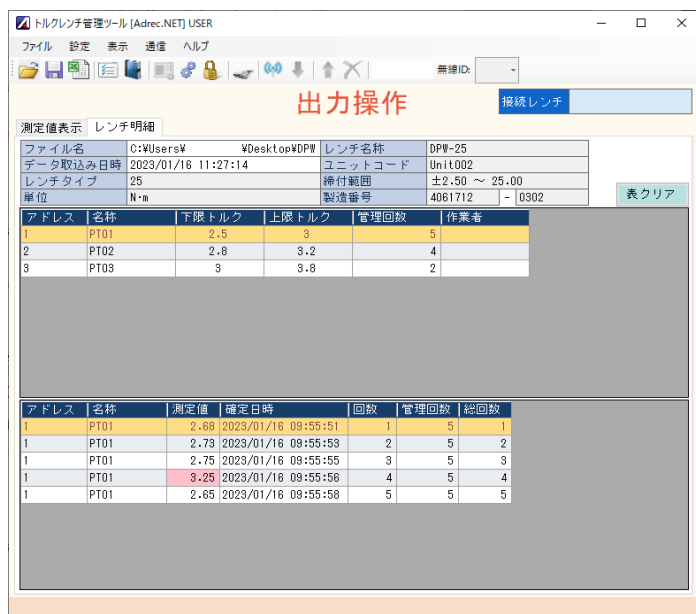 トルクレンチ管理ツール [Adrec.NET] USER
ファイル 設定 表示 通信 ヘルプ
無線ID:
出力操作
接続レンチ
測定値表示 レンチ明細
ファイル名 C:¥Users¥ ¥Desktop¥DPW レンチ名称 DPW-25
データ取込み日時 2023/01/16 11:27:14 ユニットコード Unit002
レンチタイプ 25 締付範囲 ±2.50 ～ 25.00
単位 N·m 製造番号 4061712 - 0302
表クリア
アドレス 名称 下限トルク 上限トルク 管理回数 作業者
1 PT01 2.5 3 5
2 PT02 2.8 3.2 4
3 PT03 3 3.8 2
アドレス 名称 測定値 確定日時 回数 管理回数 総回数
1 PT01 2.68 2023/01/16 09:55:51 1 5 1
1 PT01 2.73 2023/01/16 09:55:53 2 5 2
1 PT01 2.75 2023/01/16 09:55:55 3 5 3
1 PT01 3.25 2023/01/16 09:55:56 4 5 4
1 PT01 2.65 2023/01/16 09:55:58 5 5 5